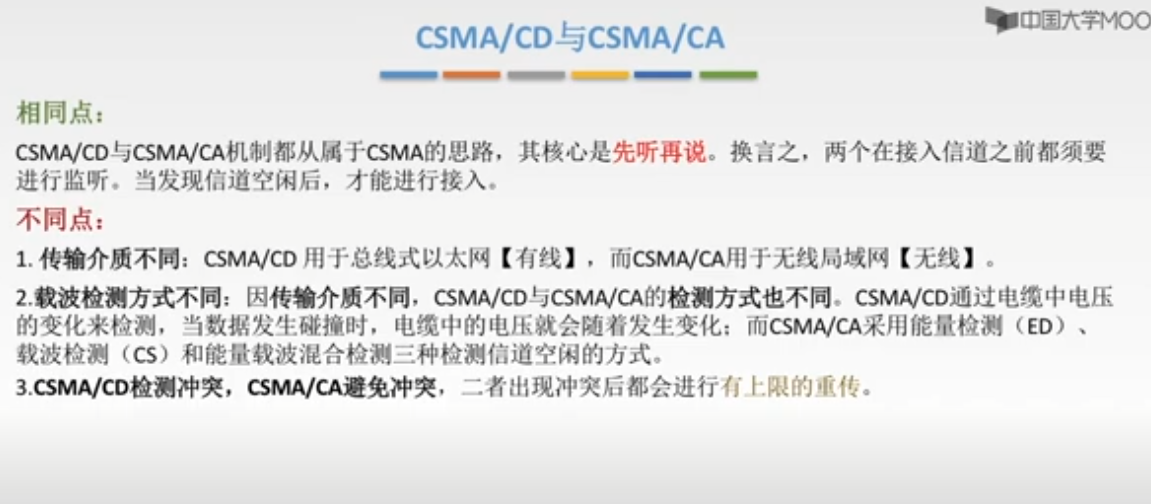 中国大学MOO
CSMA/CD与CSMA/CA
相同点：
CSMA/CD与CSMA/CA机制都从属于CSMA的思路，其核心是先听再说。换言之，两个在接入信道之前都须要
进行监听。当发现信道空闲后，才能进行接入。
不同点：
1. 传输介质不同：CSMA/CD 用于总线式以太网【有线】，而CSMA/CA用于无线局域网【无线】。
2.载波检测方式不同：因传输介质不同，CSMA/CD与CSMA/CA的检测方式也不同。CSMA/CD通过电缆中电压
的变化来检测，当数据发生碰撞时，电缆中的电压就会随着发生变化；而CSMA/CA采用能量检测（ED）、
载波检测（CS）和能量载波混合检测三种检测信道空闲的方式。
3.CSMA/CD检测冲突，CSMA/CA避免冲突，二者出现冲突后都会进行有上限的重传。